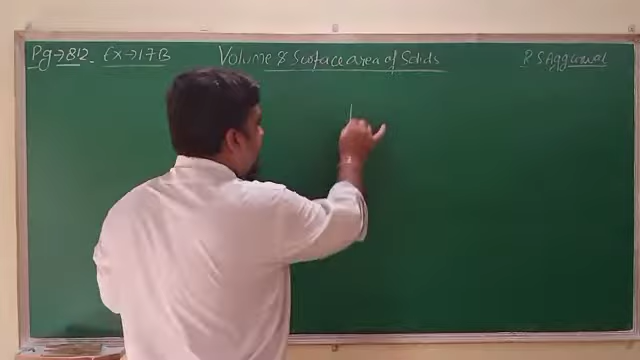 Pg→812. Ex→17B Volume & Surface area of Solids R S Aggarwal